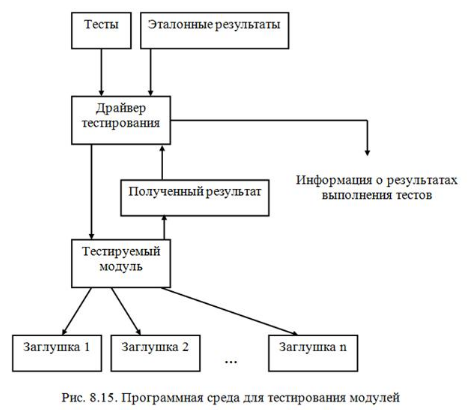 Тесты
Эталонные результаты
Драйвер
тестирования
Полученный результат
Информация о результатах
выполнения тестов
Тестируемый
модуль
Заглушка 1
Заглушка 2
...
Заглушка n
Рис. 8.15. Программная среда для тестирования модулей